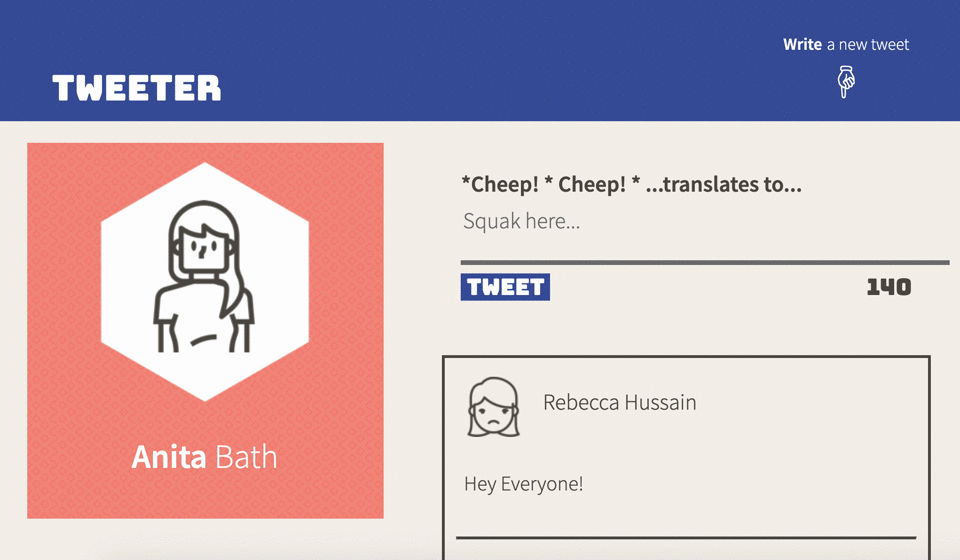 Write a new tweet
TWEETER
*Cheep! * Cheep! * ...translates to...
Squak here...
TWEET 140
Anita Bath
Rebecca Hussain
Hey Everyone!